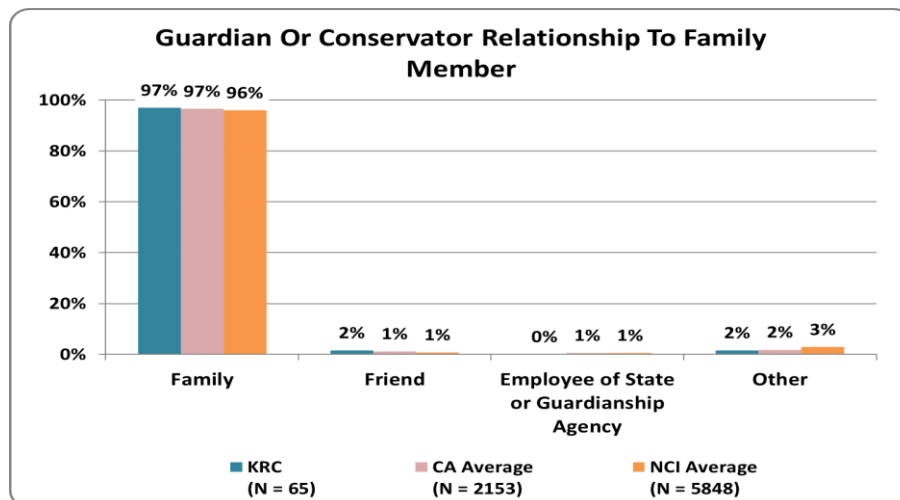 Guardian Or Conservator Relationship To Family
Member
97% 97% 96%
100%
80%
60%
40%
20%
0%
2% 1% 1%
0% 1% 1%
2% 2% 3%
Family
Friend
Employee of State
or Guardianship
Agency
Other
KRC
(N = 65)
CA Average
(N = 2153)
NCI Average
(N = 5848)